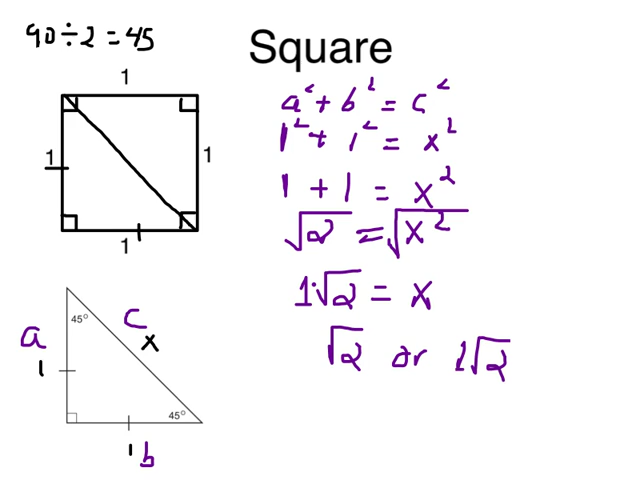 90÷2=45
Square
1
1
1
1
a²+b²=c²
1²+1²=x²
1+1=x²
√2=√x²
1·√2=x
√2 or 1√2
45°
c
x
a
1
45°
1 b